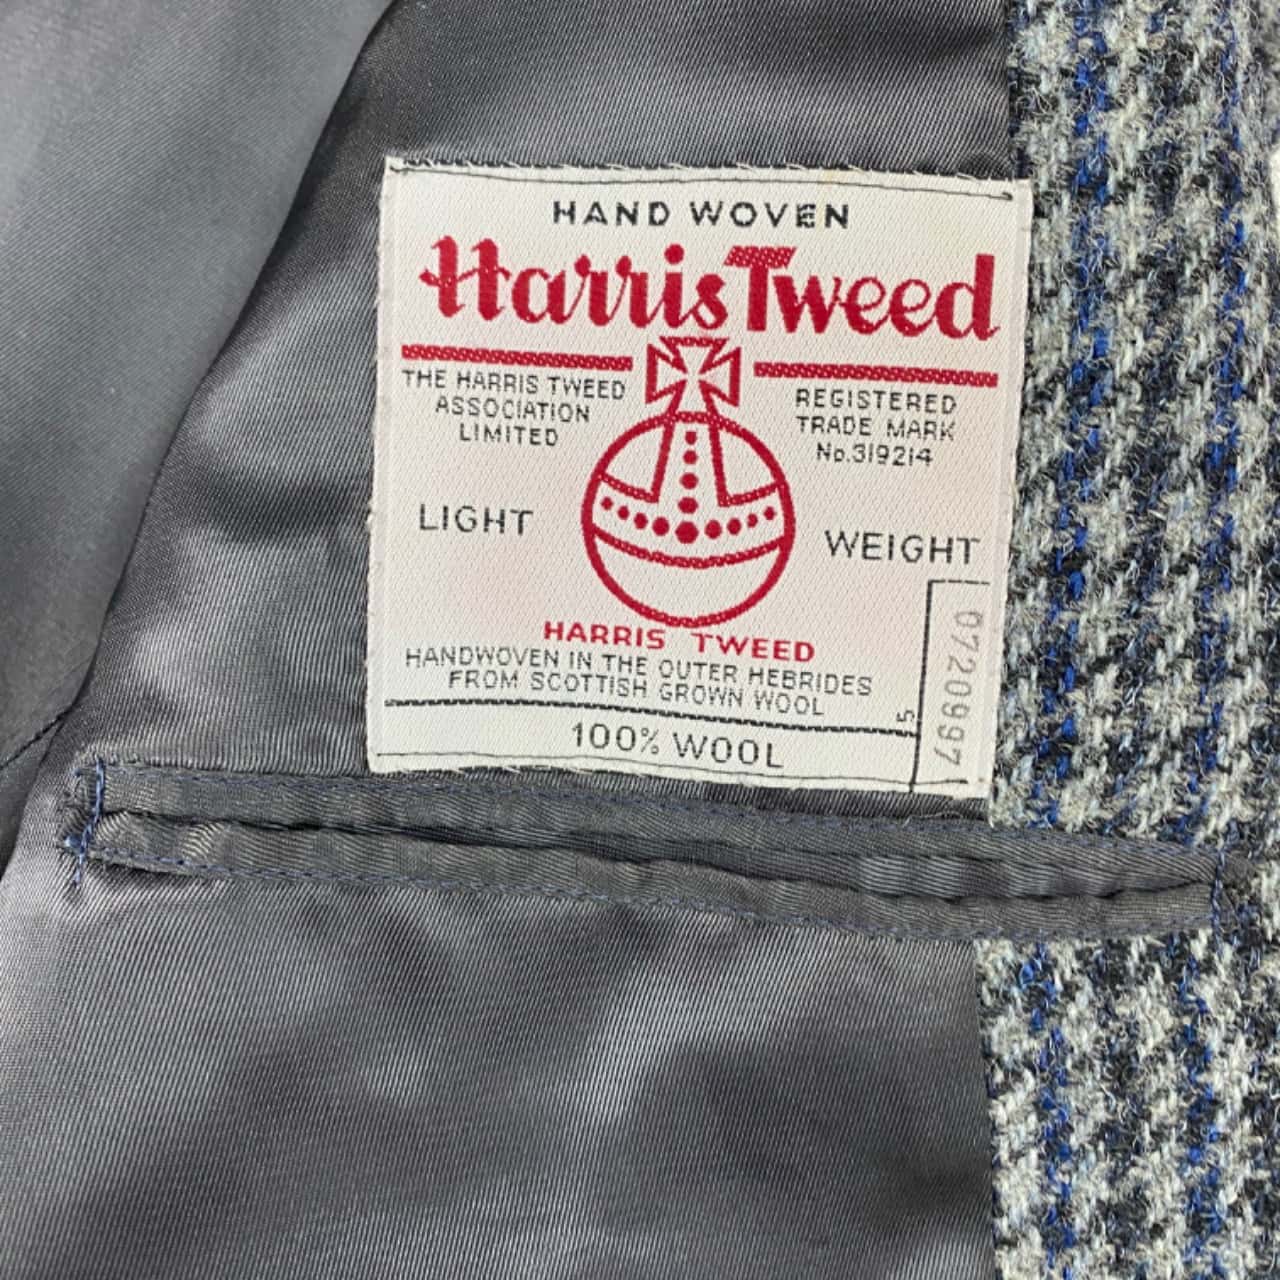 HAND WOVEN
Harris Tweed
THE HARRIS TWEED
ASSOCIATION
LIMITED
REGISTERED
TRADE MARK
No.319214
LIGHT WEIGHT
HARRIS TWEED
HANDWOVEN IN THE OUTER HEBRIDES
FROM SCOTTISH GROWN WOOL
100% WOOL
5
0720997